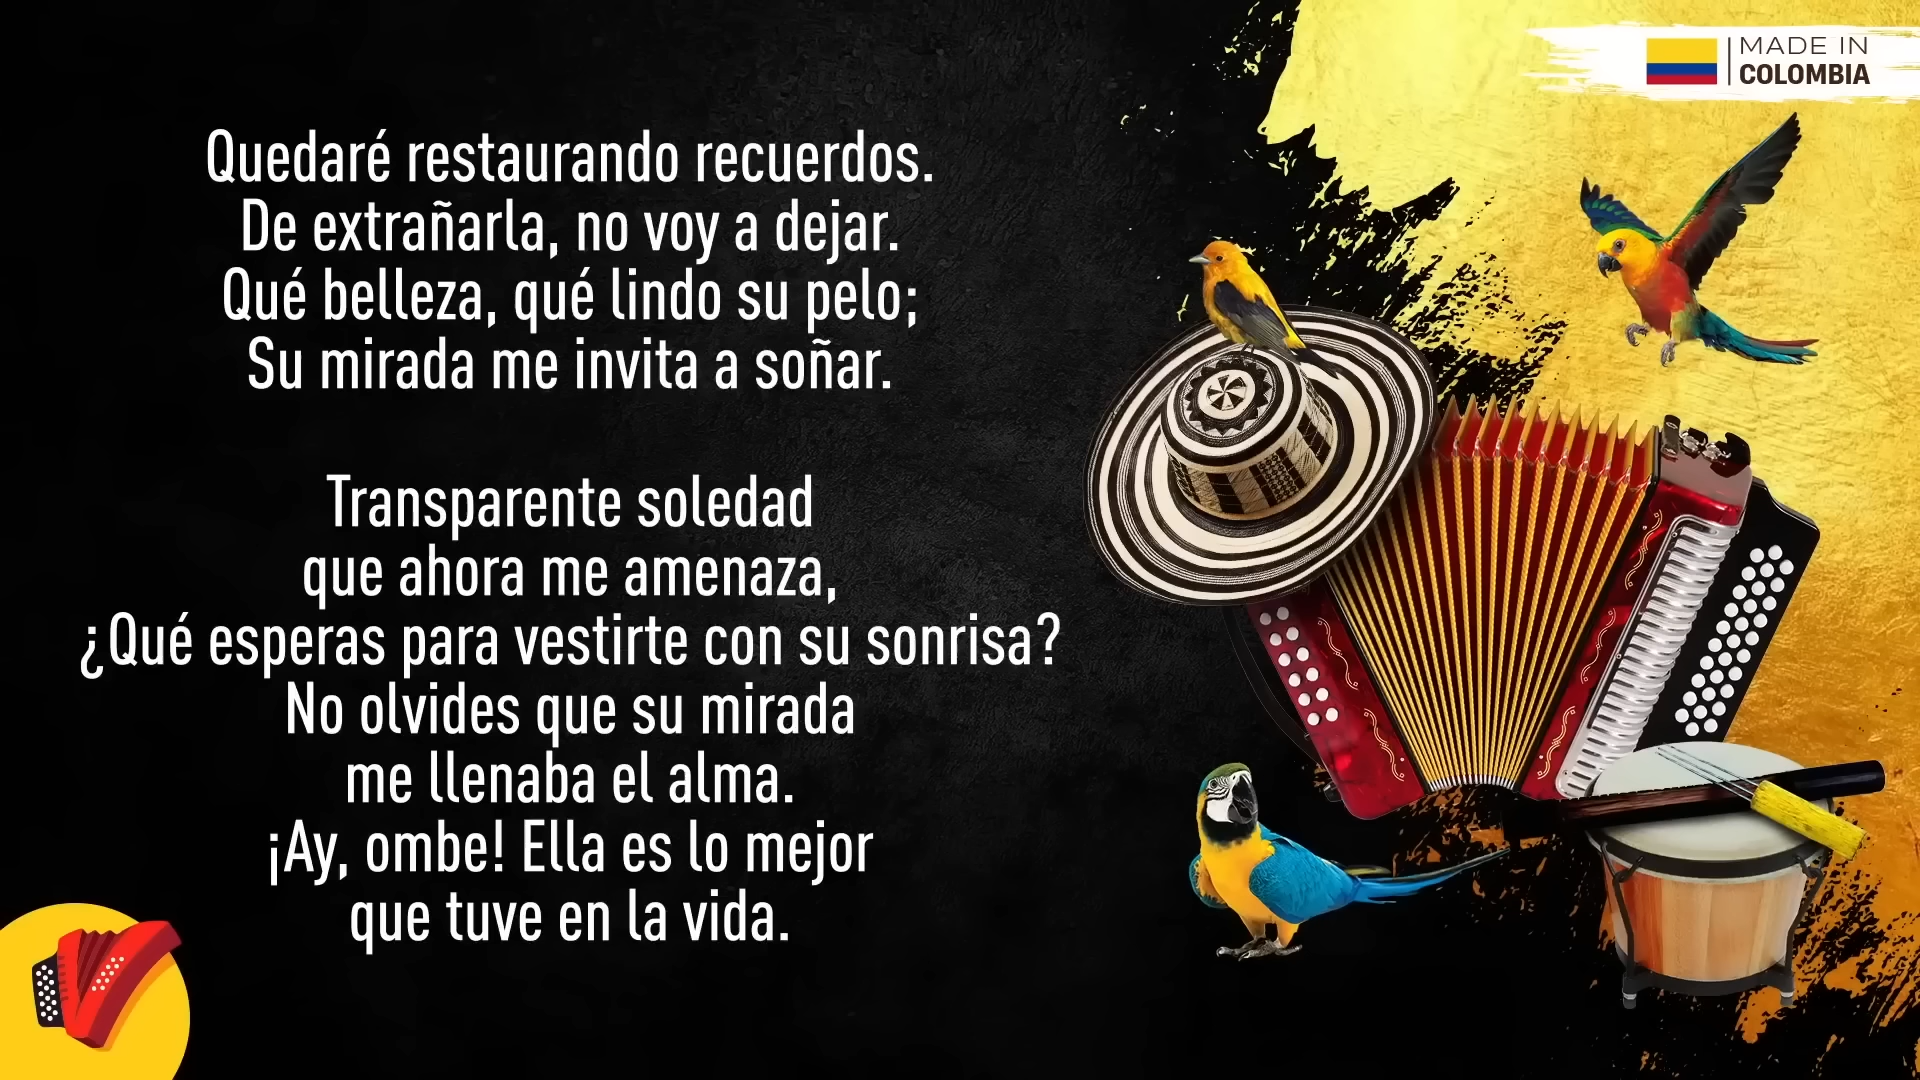 MADE IN
COLOMBIA
Quedaré restaurando recuerdos.
De extrañarla, no voy a dejar.
Qué belleza, qué lindo su pelo;
Su mirada me invita a soñar.
Transparente soledad
que ahora me amenaza,
¿Qué esperas para vestirte con su sonrisa?
No olvides que su mirada
me llenaba el alma.
¡Ay, ombe! Ella es lo mejor
que tuve en la vida.